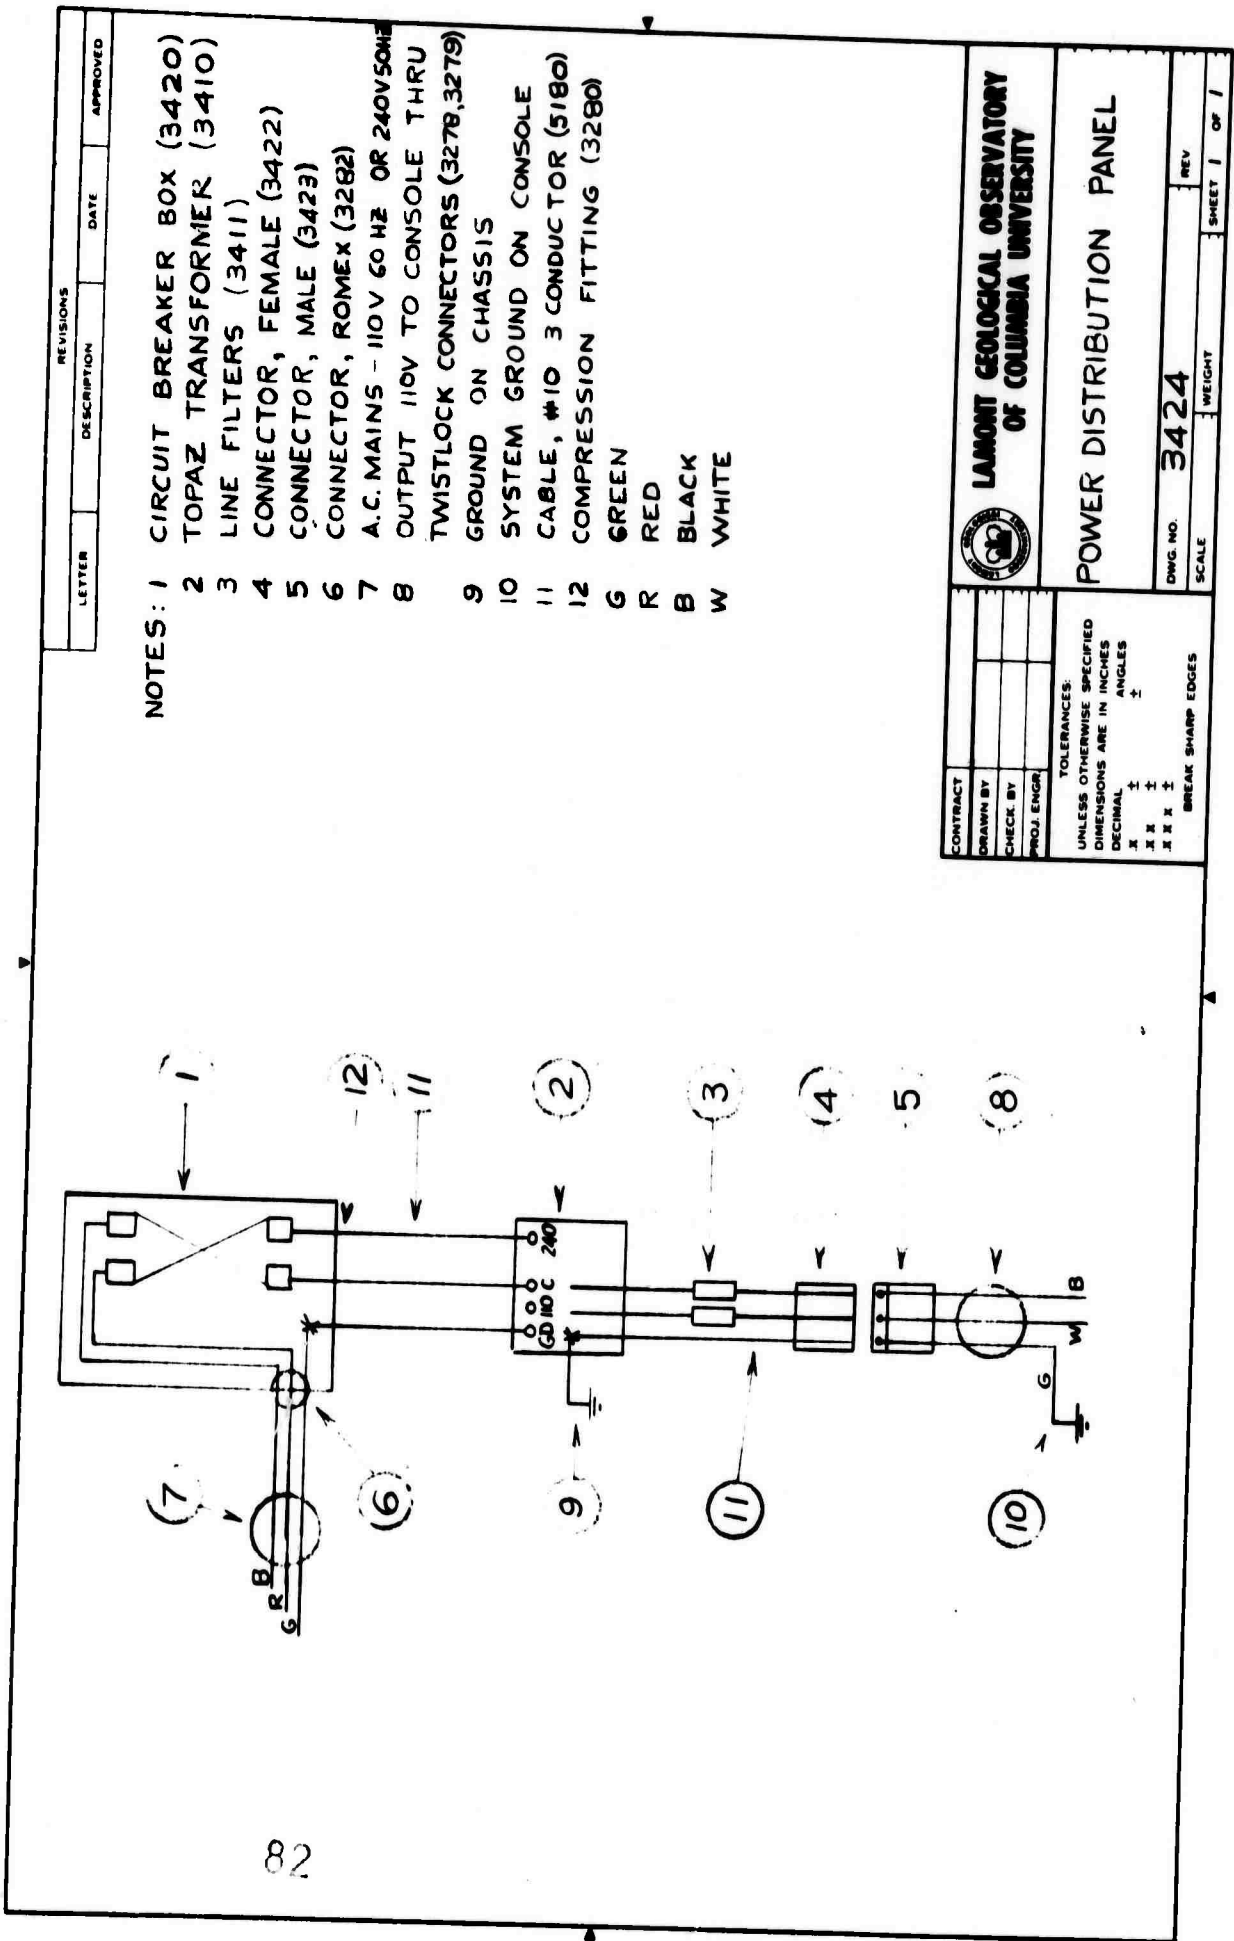 REVISIONS
LETTER DESCRIPTION DATE APPROVED
NOTES: 1 CIRCUIT BREAKER BOX (3420)
2 TOPAZ TRANSFORMER (3410)
3 LINE FILTERS (3411)
4 CONNECTOR, FEMALE (3422)
5 CONNECTOR, MALE (3423)
6 CONNECTOR, ROMEX (3282)
7 A.C. MAINS - 110V 60 HZ OR 240V 50HZ
8 OUTPUT 110V TO CONSOLE THRU
TWISTLOCK CONNECTORS (3278,3279)
9 GROUND ON CHASSIS
10 SYSTEM GROUND ON CONSOLE
11 CABLE, #10 3 CONDUCTOR (5180)
12 COMPRESSION FITTING (3280)
G GREEN
R RED
B BLACK
W WHITE
1
12
11
2
3
4
5
8
7
6
9
11
10
B
R
G
GD 110 C 240
G
W
B
82
CONTRACT
DRAWN BY
CHECK. BY
PROJ. ENGR.
TOLERANCES:
UNLESS OTHERWISE SPECIFIED
DIMENSIONS ARE IN INCHES
DECIMAL ANGLES
.X ± ±
.X X ±
.X X X ±
BREAK SHARP EDGES
LAMONT GEOLOGICAL OBSERVATORY
OF COLUMBIA UNIVERSITY
POWER DISTRIBUTION PANEL
DWG. NO. 3424 REV
SCALE WEIGHT SHEET 1 OF 1